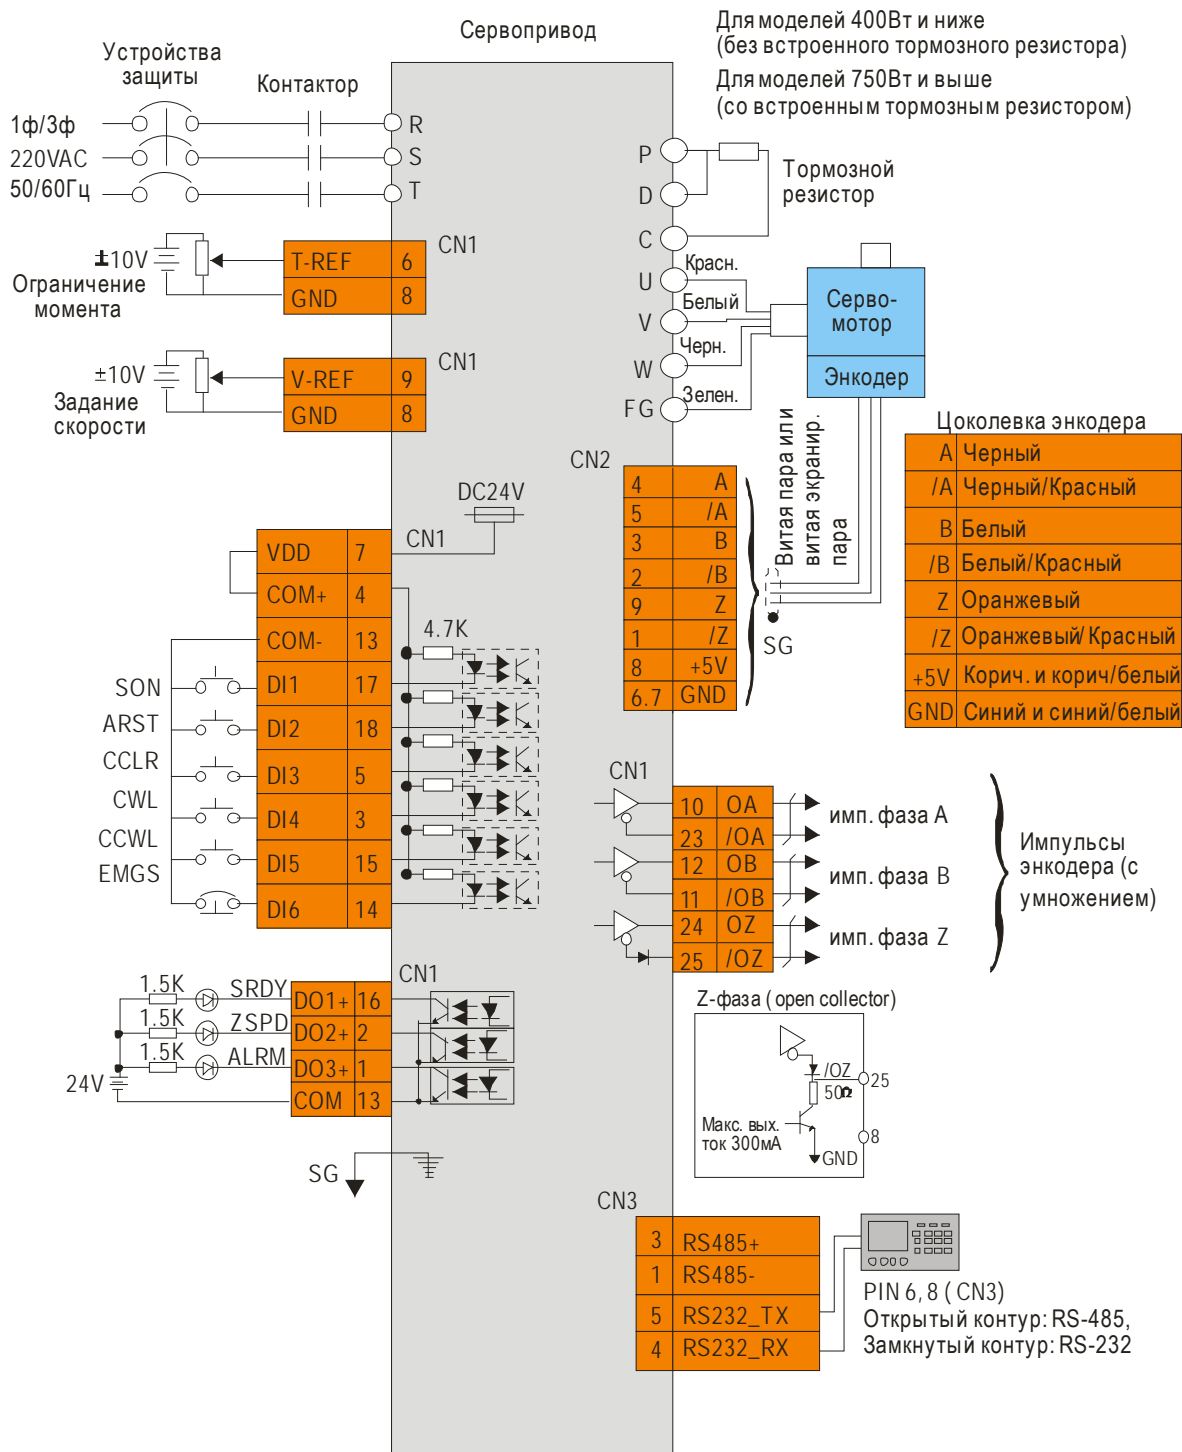 Сервопривод
Для моделей 400Вт и ниже
(без встроенного тормозного резистора)
Для моделей 750Вт и выше
(со встроенным тормозным резистором)
Устройства
защиты
Контактор
1ф/3ф
220VAC
50/60Гц
R
S
T
P
D
C
Тормозной
резистор
±10V
Ограничение
момента
T-REF 6
GND 8
CN1
±10V
Задание
скорости
V-REF 9
GND 8
CN1
U
V
W
FG
Красн.
Белый
Черн.
Зелен.
Серво-
мотор
Энкодер
CN2
4 A
5 /A
3 B
2 /B
9 Z
1 /Z
8 +5V
6.7 GND
Витая пара или
витая экранир.
пара
SG
Цоколевка энкодера
A Черный
/A Черный/Красный
B Белый
/B Белый/Красный
Z Оранжевый
/Z Оранжевый/Красный
+5V Корич. и корич/белый
GND Синий и синий/белый
DC24V
CN1
VDD 7
COM+ 4
COM- 13
DI1 17
DI2 18
DI3 5
DI4 3
DI5 15
DI6 14
4.7K
SON
ARST
CCLR
CWL
CCWL
EMGS
CN1
10 OA
23 /OA
12 OB
11 /OB
24 OZ
25 /OZ
имп. фаза A
имп. фаза B
имп. фаза Z
Импульсы
энкодера (с
умножением)
CN1
1.5K SRDY
1.5K ZSPD
1.5K ALRM
24V
DO1+ 16
DO2+ 2
DO3+ 1
COM 13
SG
Z-фаза (open collector)
/OZ
25
50Ω
Макс. вых.
ток 300мА
8
GND
CN3
3 RS485+
1 RS485-
5 RS232_TX
4 RS232_RX
PIN 6, 8 (CN3)
Открытый контур: RS-485,
Замкнутый контур: RS-232